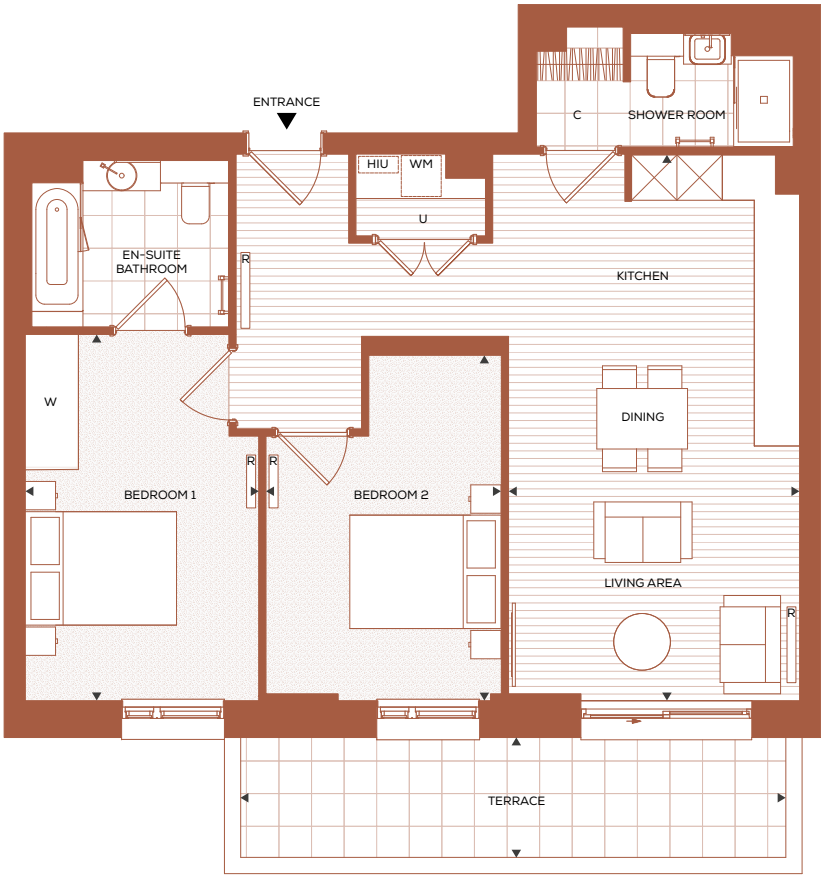 ENTRANCE
C
SHOWER ROOM
HIU
WM
U
EN-SUITE
BATHROOM
R
KITCHEN
W
DINING
R
R
BEDROOM 1
BEDROOM 2
LIVING AREA
R
TERRACE